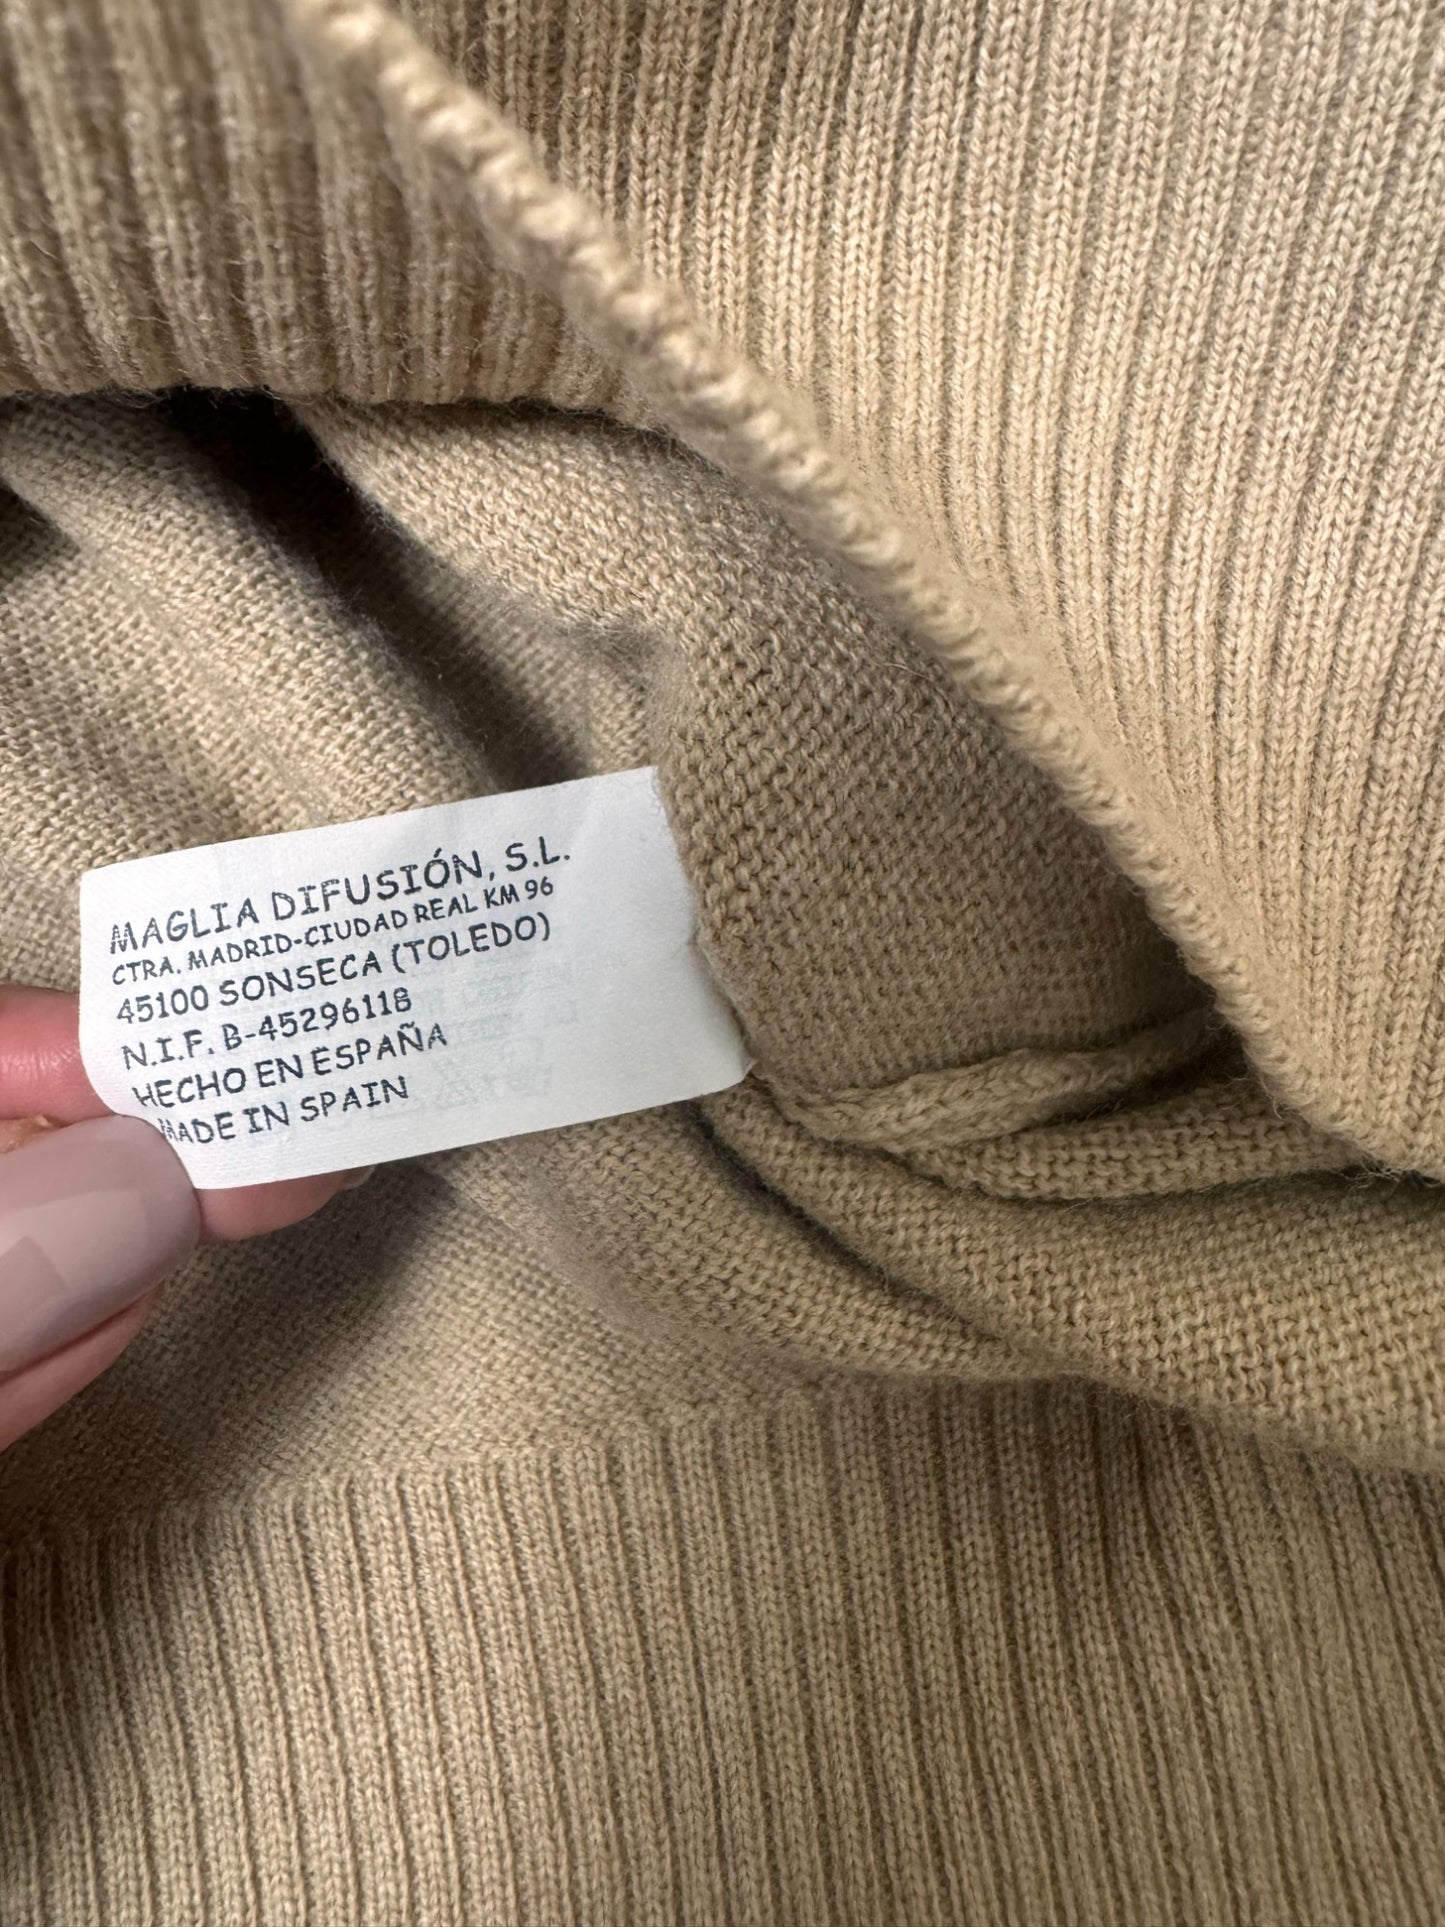 MAGLIA DIFUSIÓN, S.L.
CTRA. MADRID-CIUDAD REAL KM 96
45100 SONSECA (TOLEDO)
N.I.F. B-45296118
HECHO EN ESPAÑA
MADE IN SPAIN